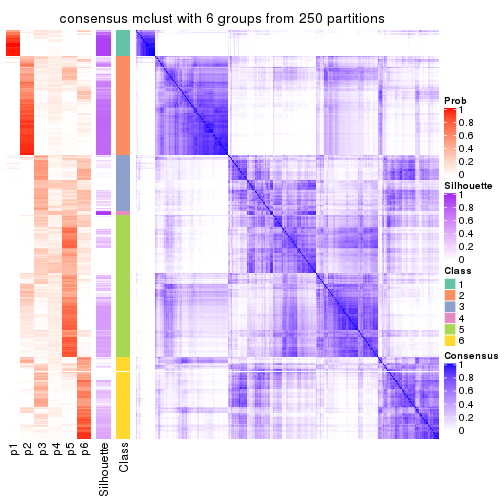 consensus mclust with 6 groups from 250 partitions
Prob
1
0.8
0.6
0.4
0.2
0
Silhouette
1
0.8
0.6
0.4
0.2
0
Class
1
2
3
4
5
6
Consensus
1
0.8
0.6
0.4
0.2
0
p1
p2
p3
p4
p5
p6
Silhouette
Class